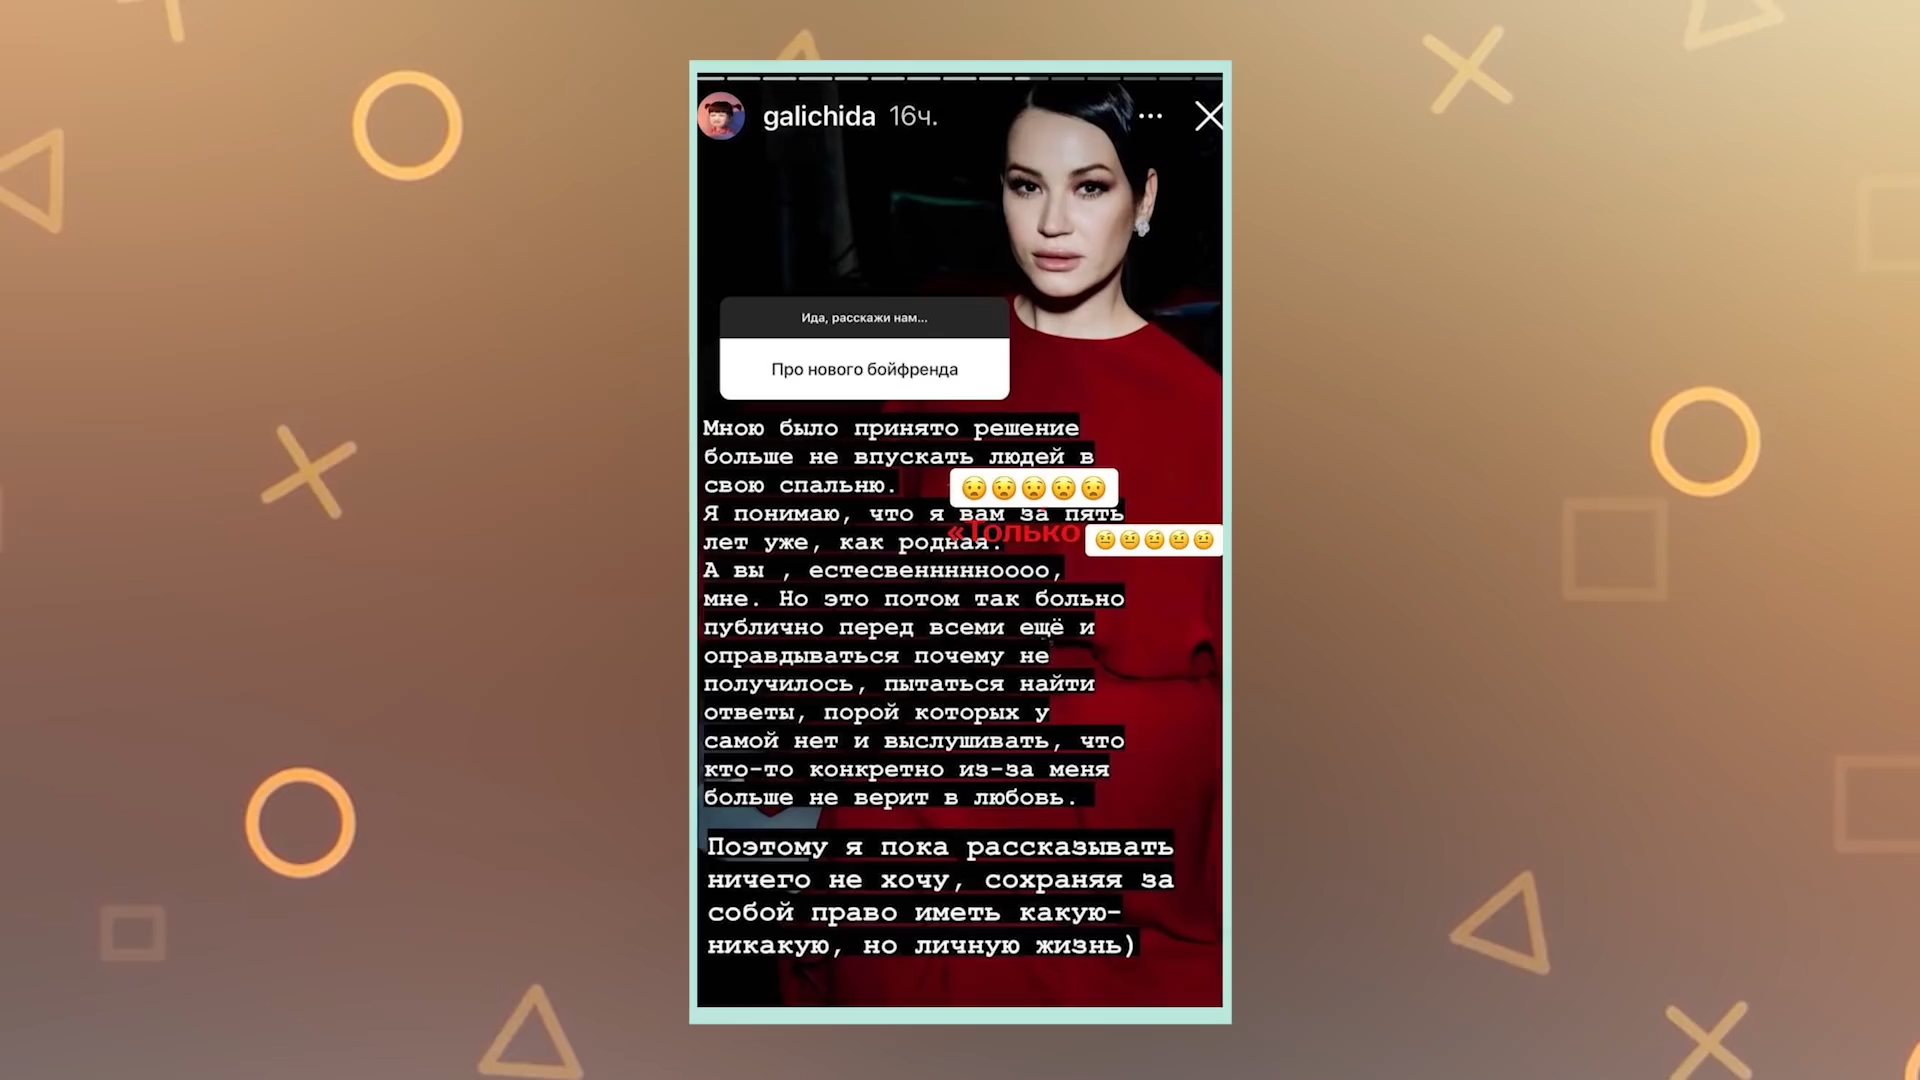 galichida 16ч.
Ида, расскажи нам...
Про нового бойфренда
Мною было принято решение
больше не впускать людей в
свою спальню.
Я понимаю, что я вам за пять
лет уже, как родная.
«Только
А вы , естесвеннннноооо,
мне. Но это потом так больно
публично перед всеми ещё и
оправдываться почему не
получилось, пытаться найти
ответы, порой которых у
самой нет и выслушивать, что
кто-то конкретно из-за меня
больше не верит в любовь.
Поэтому я пока рассказывать
ничего не хочу, сохраняя за
собой право иметь какую-
никакую, но личную жизнь)